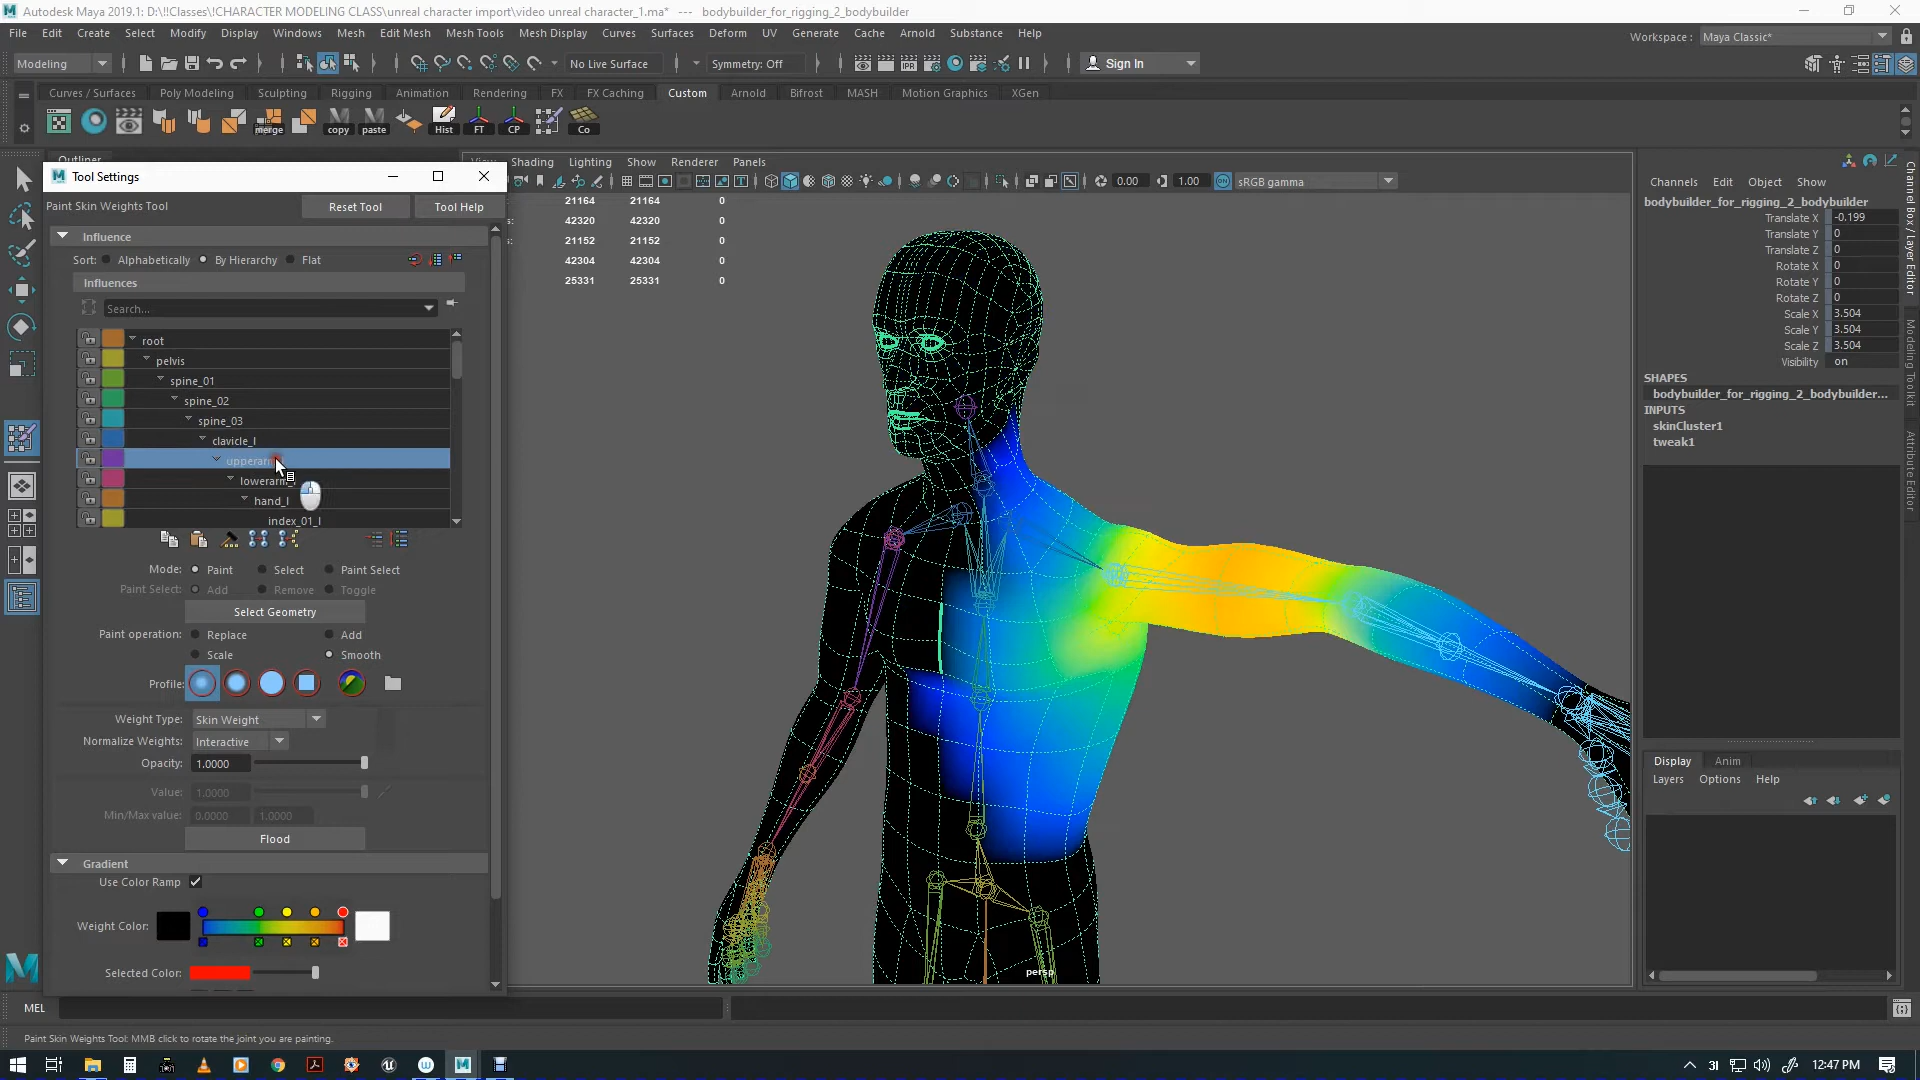 Autodesk Maya 2019.1: D:\!!Classes\!CHARACTER MODELING CLASS\unreal character import\video unreal character_1.ma*   ---   bodybuilder_for_rigging_2_bodybuilder
File Edit Create Select Modify Display Windows Mesh Edit Mesh Mesh Tools Mesh Display Curves Surfaces Deform UV Generate Cache Arnold Substance Help
Workspace : Maya Classic*
Modeling No Live Surface Symmetry: Off Sign In
Curves / Surfaces Poly Modeling Sculpting Rigging Animation Rendering FX FX Caching Custom Arnold Bifrost MASH Motion Graphics XGen
merge copy paste Hist FT CP Co
Outliner
Shading Lighting Show Renderer Panels
0.00 1.00 sRGB gamma
Tool Settings
Paint Skin Weights Tool Reset Tool Tool Help
Influence
Sort: Alphabetically By Hierarchy Flat
Influences
Search...
root
pelvis
spine_01
spine_02
spine_03
clavicle_l
hand_l
index_01_l
Mode: Paint Select Paint Select
Paint Select: Add Remove Toggle
Select Geometry
Paint operation: Replace Add
Scale Smooth
Profile:
Weight Type: Skin Weight
Normalize Weights: Interactive
Opacity: 1.0000
Value: 1.0000
Min/Max value: 0.0000 1.0000
Flood
Gradient
Use Color Ramp
Weight Color:
Selected Color:
21164 21164 0
42320 42320 0
21152 21152 0
42304 42304 0
25331 25331 0
persp
Channels Edit Object Show
bodybuilder_for_rigging_2_bodybuilder
Translate X -0.199
Translate Y 0
Translate Z 0
Rotate X 0
Rotate Y 0
Rotate Z 0
Scale X 3.504
Scale Y 3.504
Scale Z 3.504
Visibility on
SHAPES
bodybuilder_for_rigging_2_bodybuilder...
INPUTS
skinCluster1
tweak1
Display Anim
Layers Options Help
Channel Box / Layer Editor
Modeling Toolkit
Attribute Editor
MEL
Paint Skin Weights Tool: MMB click to rotate the joint you are painting.
12:47 PM